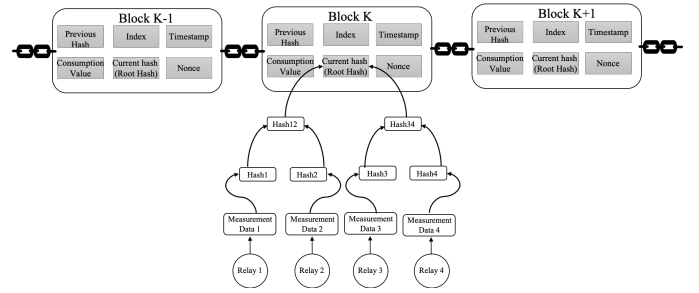 Block K-1
Block K
Block K+1
Previous
Hash
Index
Timestamp
Previous
Hash
Index
Timestamp
Previous
Hash
Index
Timestamp
Consumption
Value
Current hash
(Root Hash)
Nonce
Consumption
Value
Current hash
(Root Hash)
Nonce
Consumption
Value
Current hash
(Root Hash)
Nonce
Hash12
Hash34
Hash1
Hash2
Hash3
Hash4
Measurement
Data 1
Measurement
Data 2
Measurement
Data 3
Measurement
Data 4
Relay 1
Relay 2
Relay 3
Relay 4